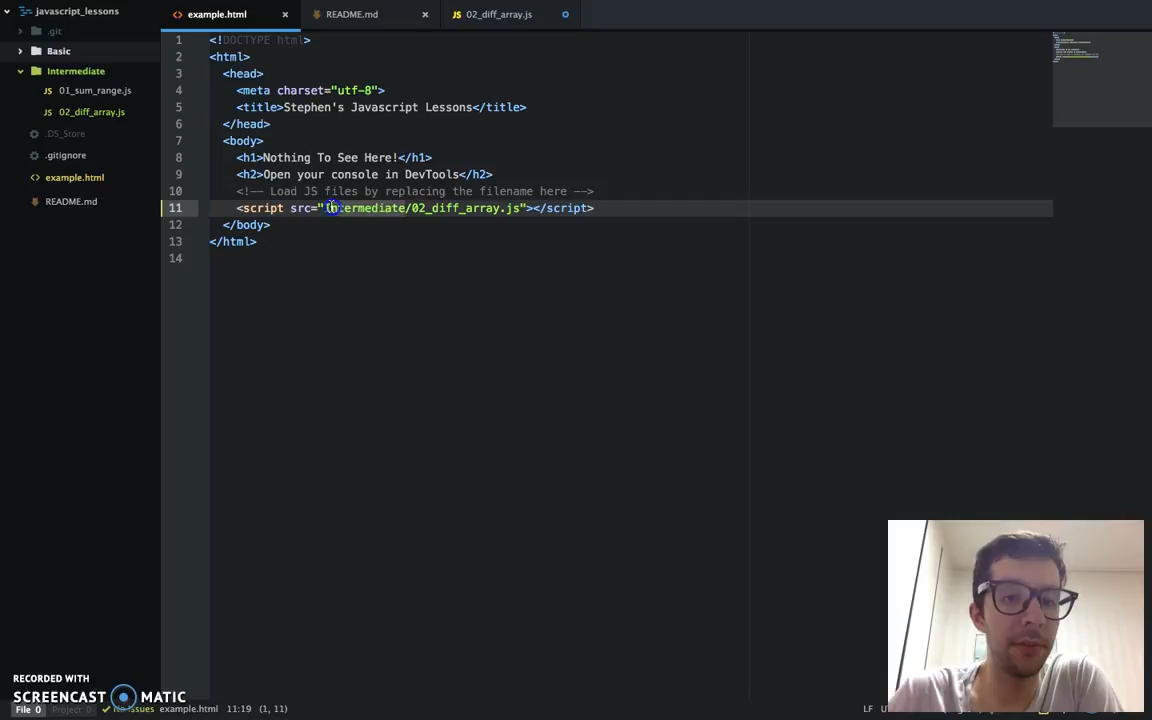 javascript_lessons
.git
Basic
Intermediate
01_sum_range.js
02_diff_array.js
.DS_Store
.gitignore
example.html
README.md
example.html
README.md
02_diff_array.js
1 <!DOCTYPE html>
2 <html>
3 <head>
4 <meta charset="utf-8">
5 <title>Stephen's Javascript Lessons</title>
6 </head>
7 <body>
8 <h1>Nothing To See Here!</h1>
9 <h2>Open your console in DevTools</h2>
10 <!-- Load JS files by replacing the filename here -->
11 <script src="Intermediate/02_diff_array.js"></script>
12 </body>
13 </html>
14
RECORDED WITH
SCREENCAST MATIC
File 0 Project 0 No Issues example.html 11:19 (1, 11) LF